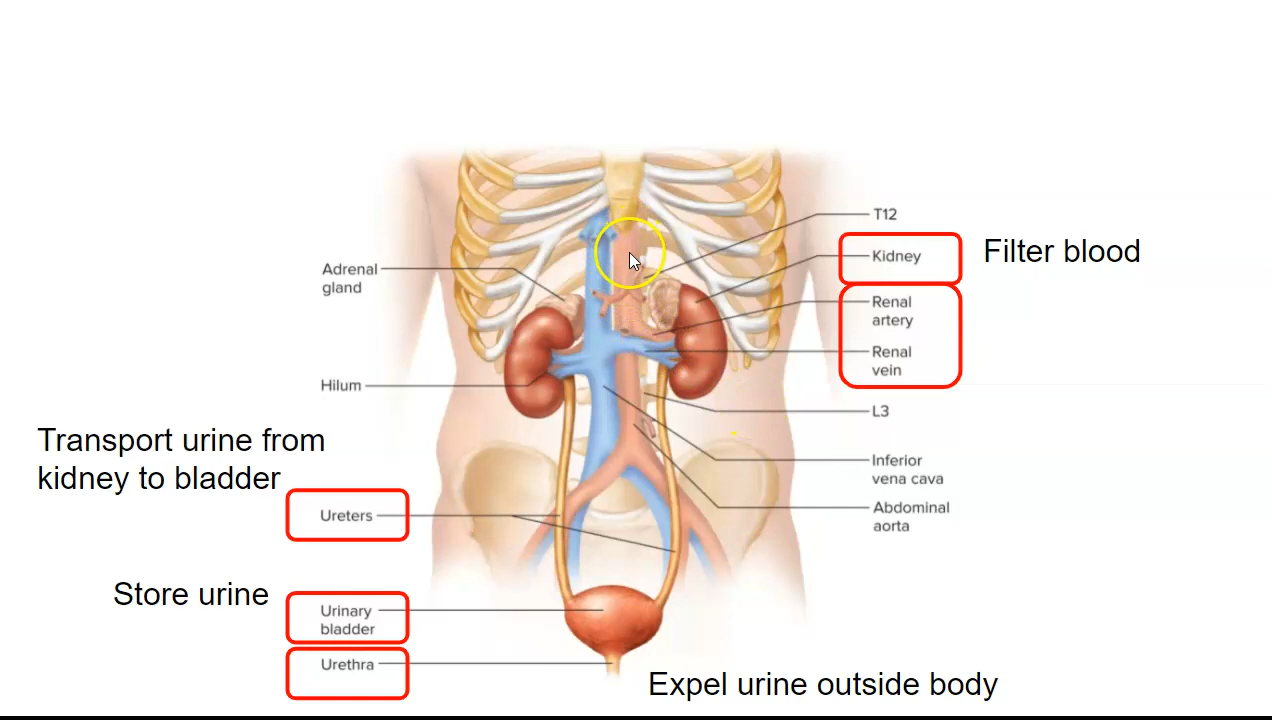 T12
Kidney
Filter blood
Adrenal
gland
Renal
artery
Renal
vein
Hilum
L3
Transport urine from
kidney to bladder
Inferior
vena cava
Ureters
Abdominal
aorta
Store urine
Urinary
bladder
Urethra
Expel urine outside body